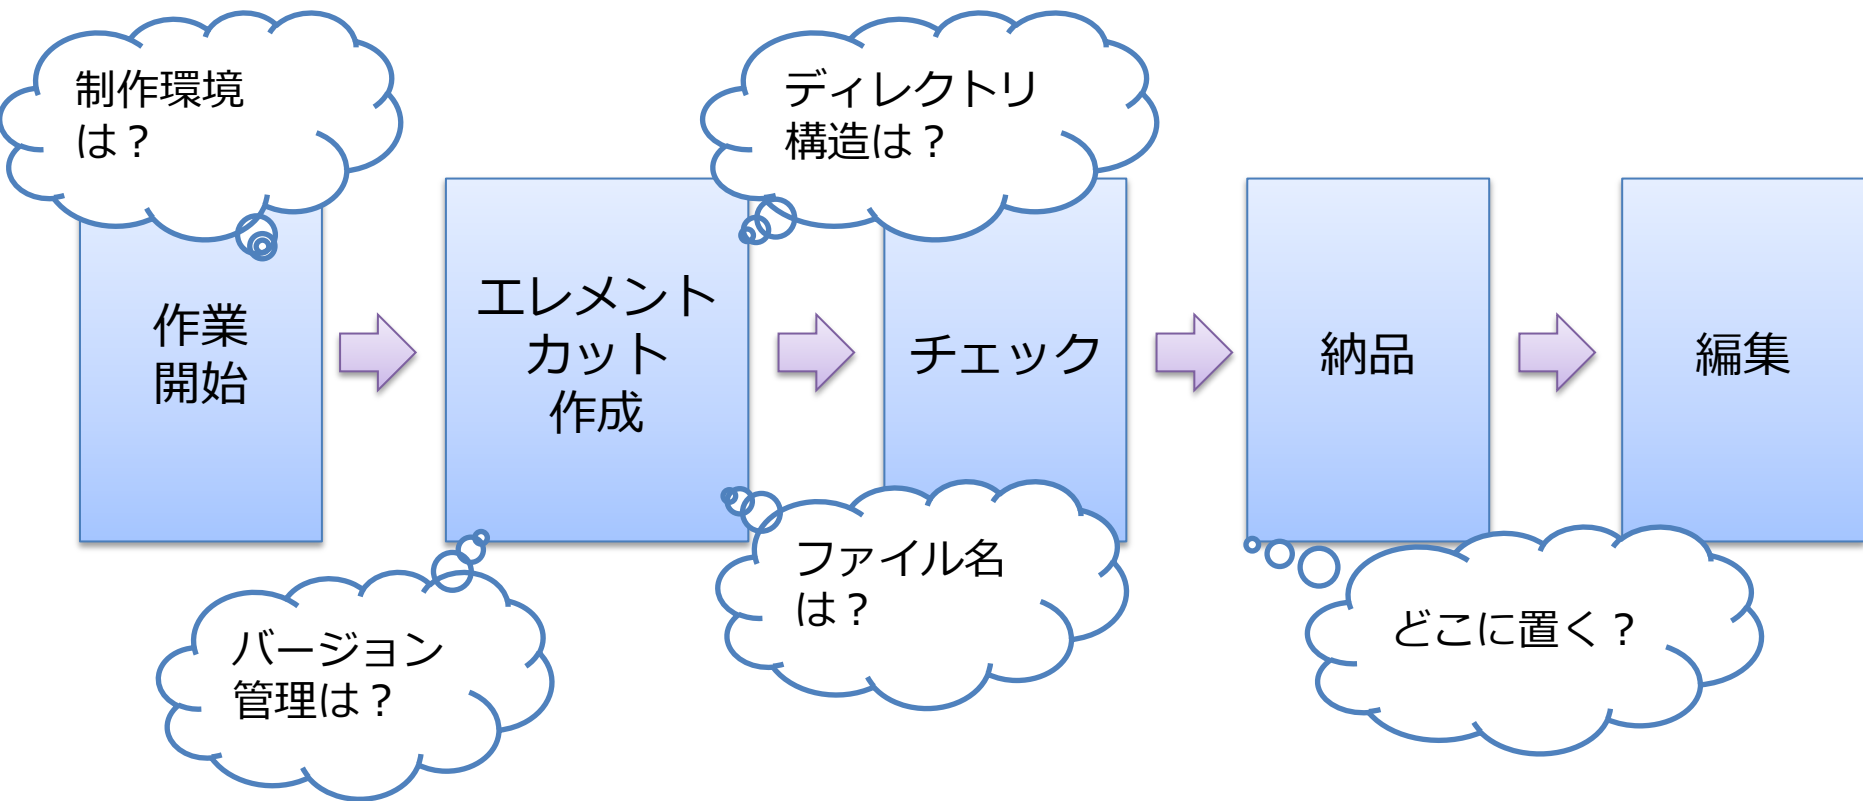 制作環境
は？
ディレクトリ
構造は？
作業
開始
エレメント
カット
作成
チェック
納品
編集
バージョン
管理は？
ファイル名
は？
どこに置く？